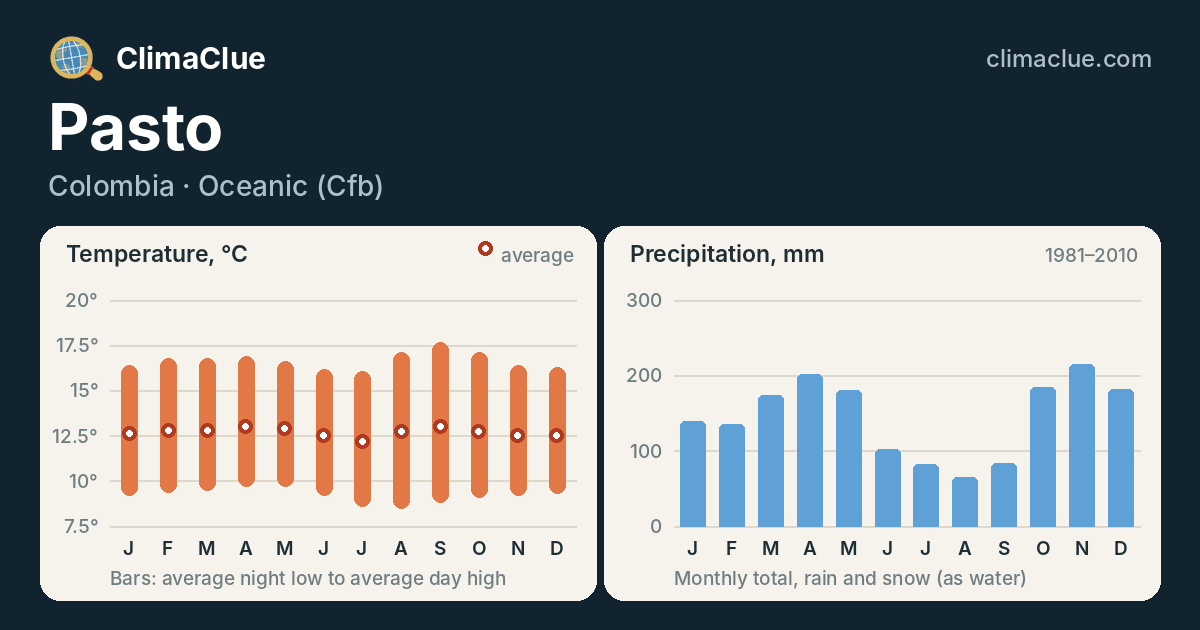 ClimaClue
climaclue.com
Pasto
Colombia · Oceanic (Cfb)
Temperature, °C
average
20°
17.5°
15°
12.5°
10°
7.5°
J F M A M J J A S O N D
Bars: average night low to average day high
Precipitation, mm
1981–2010
300
200
100
0
J F M A M J J A S O N D
Monthly total, rain and snow (as water)